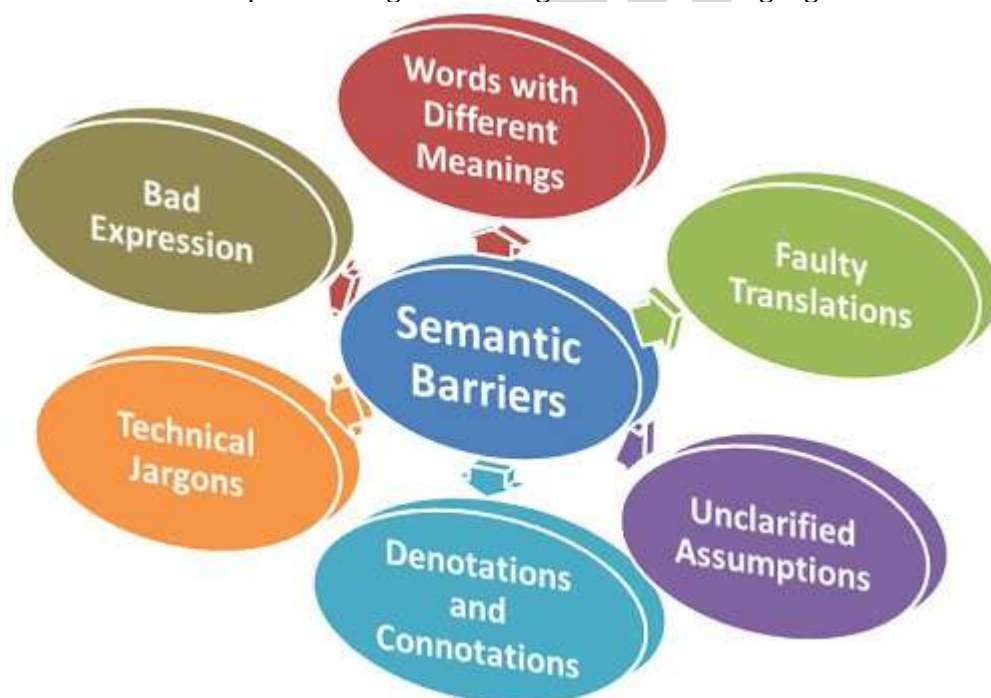 Words with
Different
Meanings
Bad
Expression
Faulty
Translations
Semantic
Barriers
Technical
Jargons
Unclarified
Assumptions
Denotations
and
Connotations